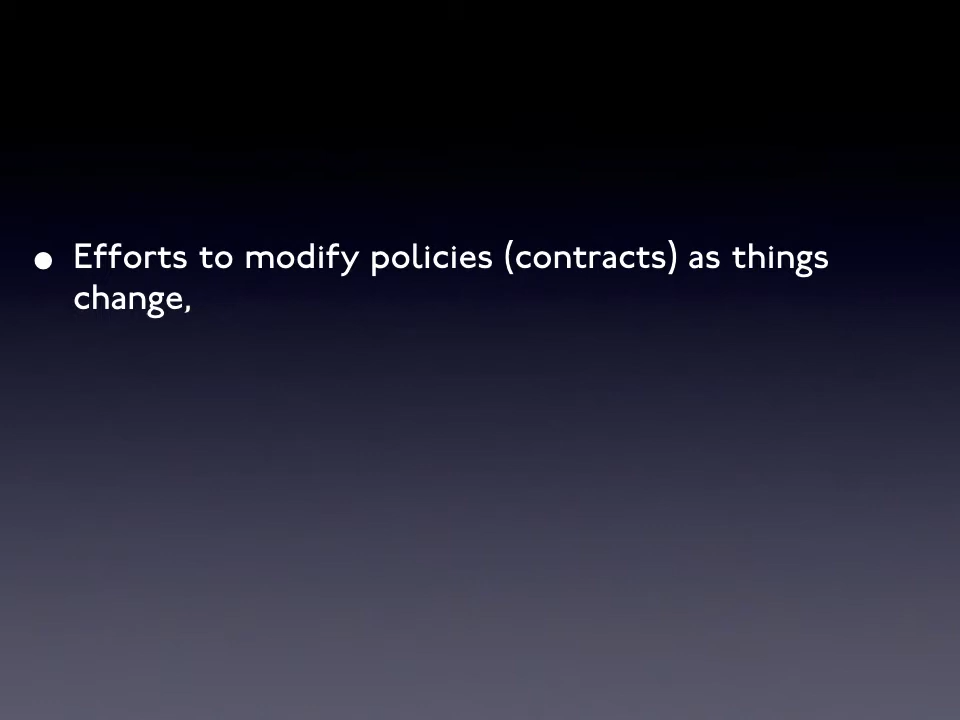 • Efforts to modify policies (contracts) as things
change,